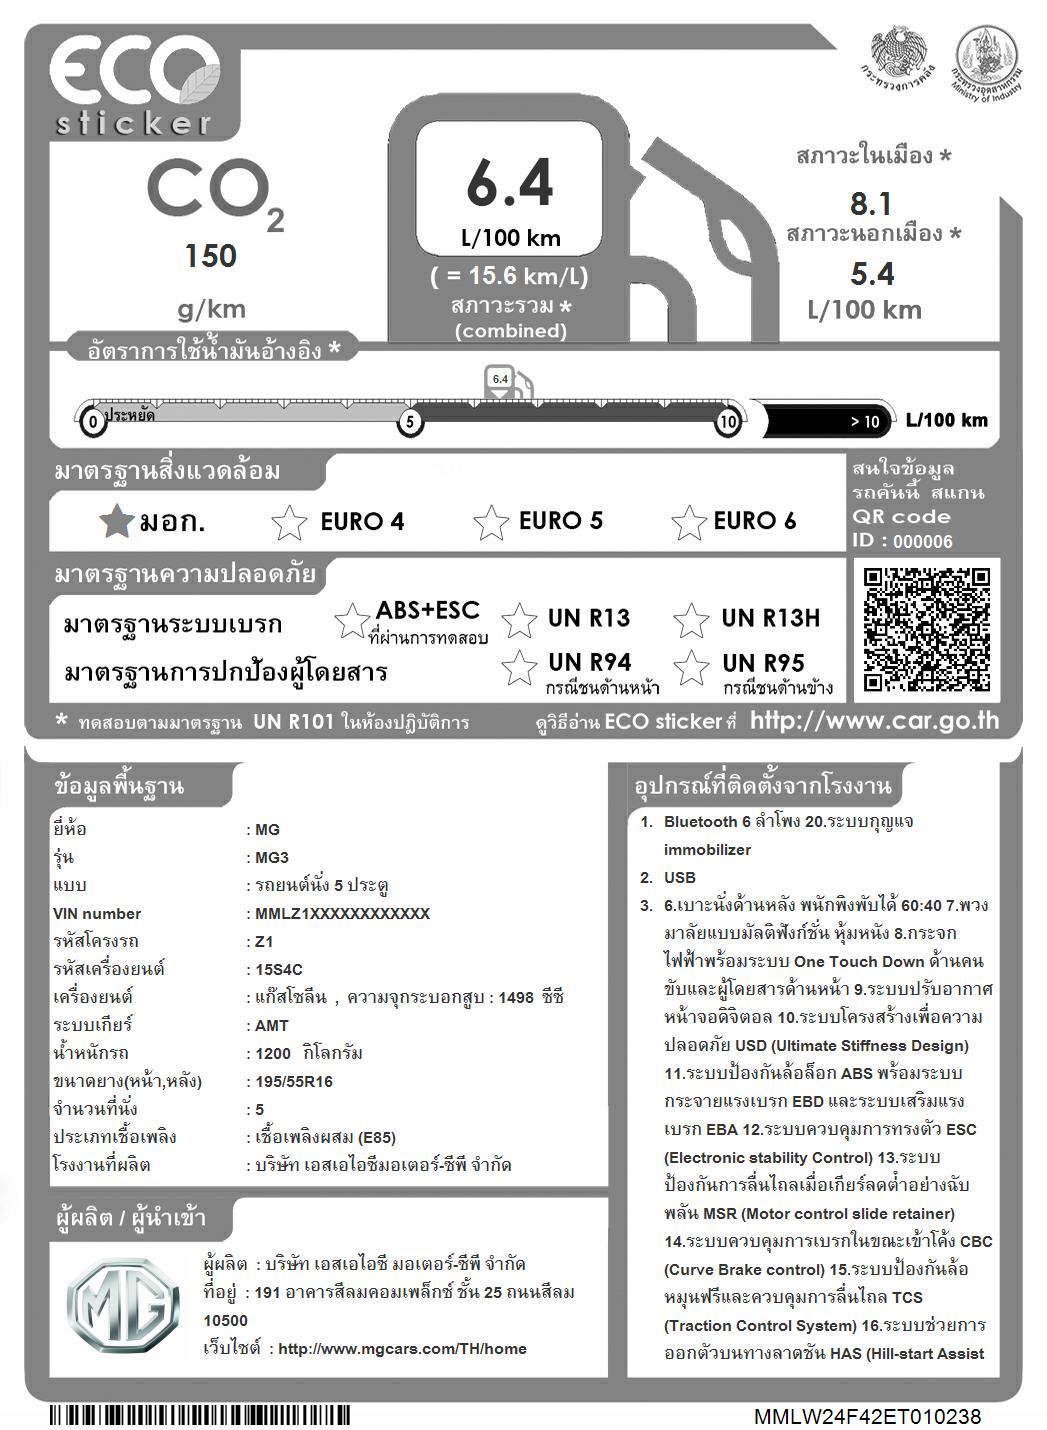 ECO
sticker
กระทรวงการคลัง
กระทรวงอุตสาหกรรม
Ministry of Industry
CO2
150
g/km
6.4
L/100 km
( = 15.6 km/L)
สภาวะรวม *
(combined)
สภาวะในเมือง *
8.1
สภาวะนอกเมือง *
5.4
L/100 km
อัตราการใช้น้ำมันอ้างอิง *
6.4
0 ประหยัด 5 10 > 10 L/100 km
มาตรฐานสิ่งแวดล้อม
มอก. EURO 4 EURO 5 EURO 6
สนใจข้อมูล
รถคันนี้ สแกน
QR code
ID : 000006
มาตรฐานความปลอดภัย
มาตรฐานระบบเบรก ABS+ESC ที่ผ่านการทดสอบ UN R13 UN R13H
มาตรฐานการปกป้องผู้โดยสาร UN R94 กรณีชนด้านหน้า UN R95 กรณีชนด้านข้าง
* ทดสอบตามมาตรฐาน UN R101 ในห้องปฏิบัติการ ดูวิธีอ่าน ECO sticker ที่ http://www.car.go.th
ข้อมูลพื้นฐาน
ยี่ห้อ : MG
รุ่น : MG3
แบบ : รถยนต์นั่ง 5 ประตู
VIN number : MMLZ1XXXXXXXXXXXX
รหัสโครงรถ : Z1
รหัสเครื่องยนต์ : 15S4C
เครื่องยนต์ : แก๊สโซลีน , ความจุกระบอกสูบ : 1498 ซีซี
ระบบเกียร์ : AMT
น้ำหนักรถ : 1200 กิโลกรัม
ขนาดยาง(หน้า,หลัง) : 195/55R16
จำนวนที่นั่ง : 5
ประเภทเชื้อเพลิง : เชื้อเพลิงผสม (E85)
โรงงานที่ผลิต : บริษัท เอสเอไอซีมอเตอร์-ซีพี จำกัด
ผู้ผลิต / ผู้นำเข้า
MG
ผู้ผลิต : บริษัท เอสเอไอซี มอเตอร์-ซีพี จำกัด
ที่อยู่ : 191 อาคารสีลมคอมเพล็กซ์ ชั้น 25 ถนนสีลม
10500
เว็บไซต์ : http://www.mgcars.com/TH/home
อุปกรณ์ที่ติดตั้งจากโรงงาน
1. Bluetooth 6 ลำโพง 20.ระบบกุญแจ
immobilizer
2. USB
3. 6.เบาะนั่งด้านหลัง พนักพิงพับได้ 60:40 7.พวง
มาลัยแบบมัลติฟังก์ชั่น หุ้มหนัง 8.กระจก
ไฟฟ้าพร้อมระบบ One Touch Down ด้านคน
ขับและผู้โดยสารด้านหน้า 9.ระบบปรับอากาศ
หน้าจอดิจิตอล 10.ระบบโครงสร้างเพื่อความ
ปลอดภัย USD (Ultimate Stiffness Design)
11.ระบบป้องกันล้อล็อก ABS พร้อมระบบ
กระจายแรงเบรก EBD และระบบเสริมแรง
เบรก EBA 12.ระบบควบคุมการทรงตัว ESC
(Electronic stability Control) 13.ระบบ
ป้องกันการลื่นไถลเมื่อเกียร์ลดต่ำอย่างฉับ
พลัน MSR (Motor control slide retainer)
14.ระบบควบคุมการเบรกในขณะเข้าโค้ง CBC
(Curve Brake control) 15.ระบบป้องกันล้อ
หมุนฟรีและควบคุมการลื่นไถล TCS
(Traction Control System) 16.ระบบช่วยการ
ออกตัวบนทางลาดชัน HAS (Hill-start Assist
MMLW24F42ET010238